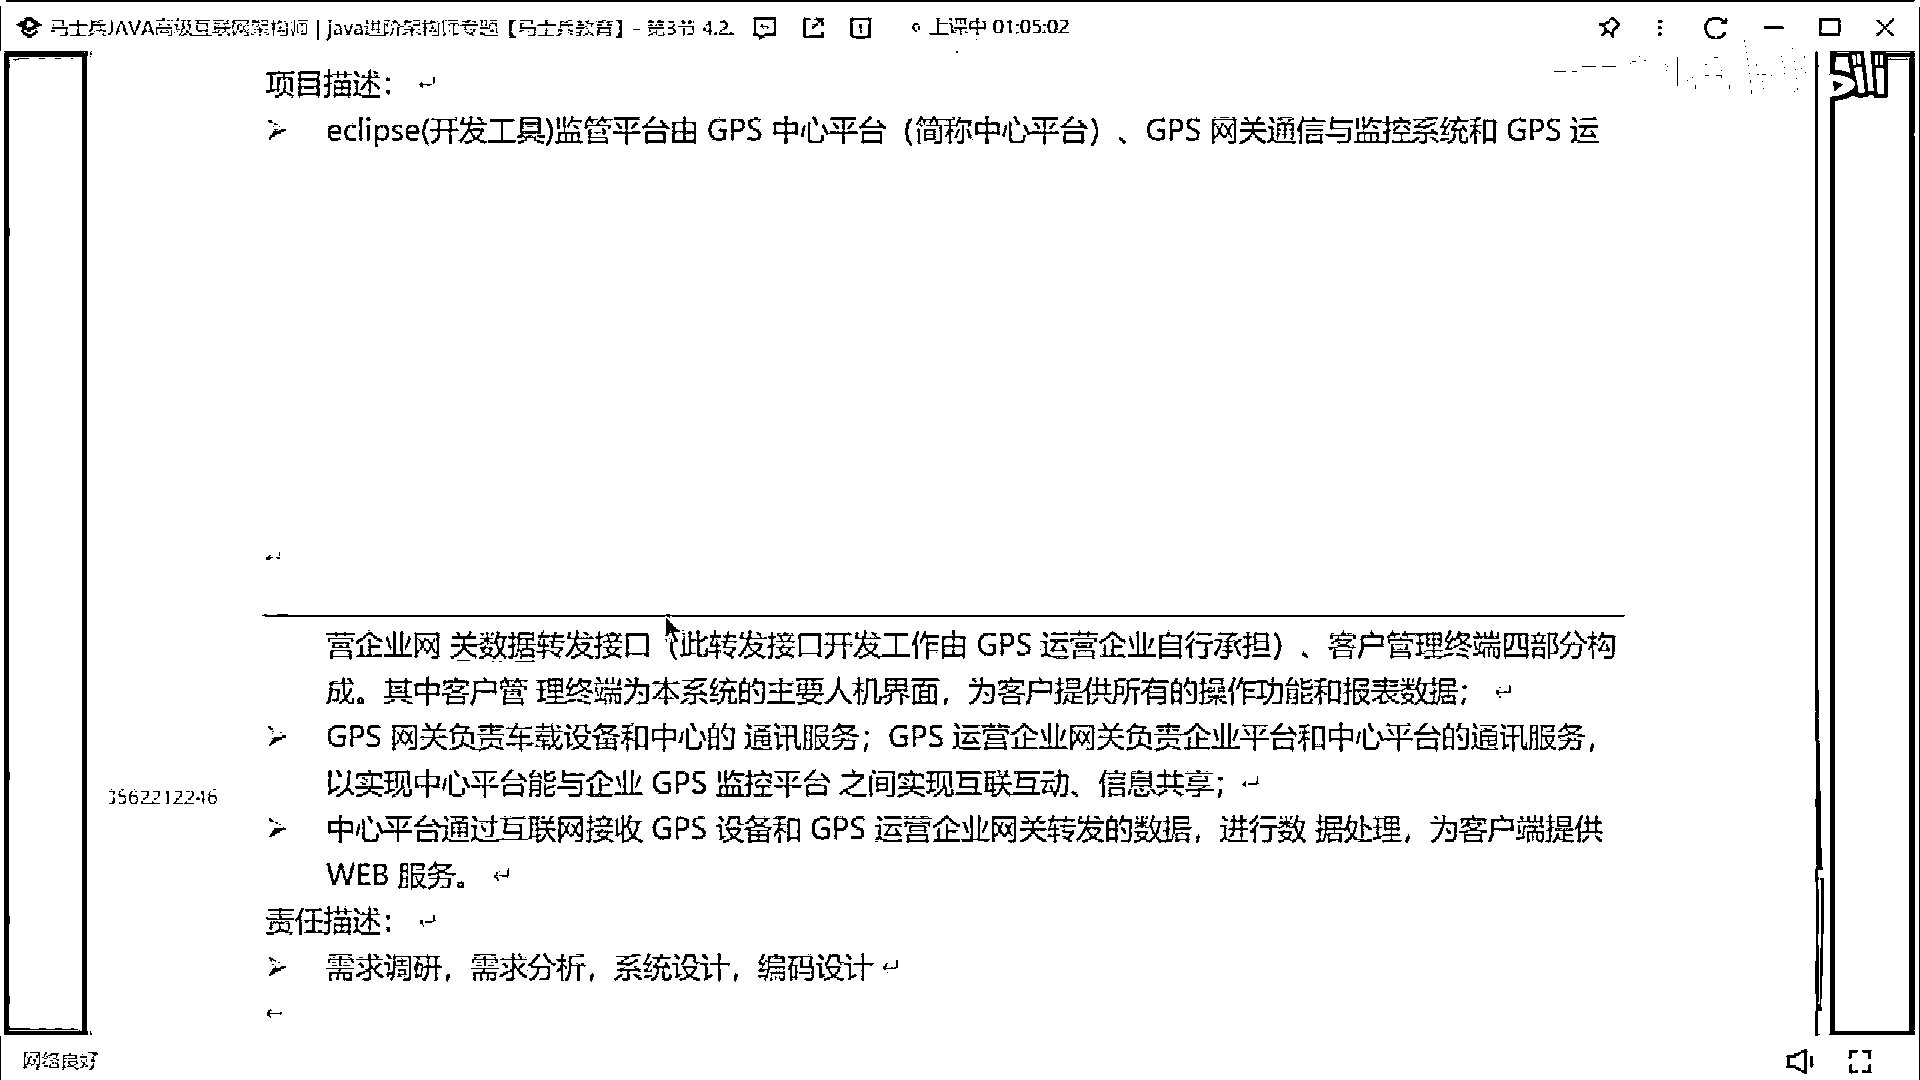 马士兵JAVA高级互联网架构师 | java进阶架构师专题【马士兵教育】 - 第3节 4.2. 上课中 01:05:02
项目描述：
eclipse(开发工具)监管平台由 GPS 中心平台（简称中心平台）、GPS 网关通信与监控系统和 GPS 运
营企业网 关数据转发接口（此转发接口开发工作由 GPS 运营企业自行承担）、客户管理终端四部分构
成。其中客户管 理终端为本系统的主要人机界面，为客户提供所有的操作功能和报表数据；
GPS 网关负责车载设备和中心的 通讯服务；GPS 运营企业网关负责企业平台和中心平台的通讯服务，
以实现中心平台能与企业 GPS 监控平台 之间实现互联互动、信息共享；
3562212246
中心平台通过互联网接收 GPS 设备和 GPS 运营企业网关转发的数据，进行数 据处理，为客户端提供
WEB 服务。
责任描述：
需求调研，需求分析，系统设计，编码设计
网络良好